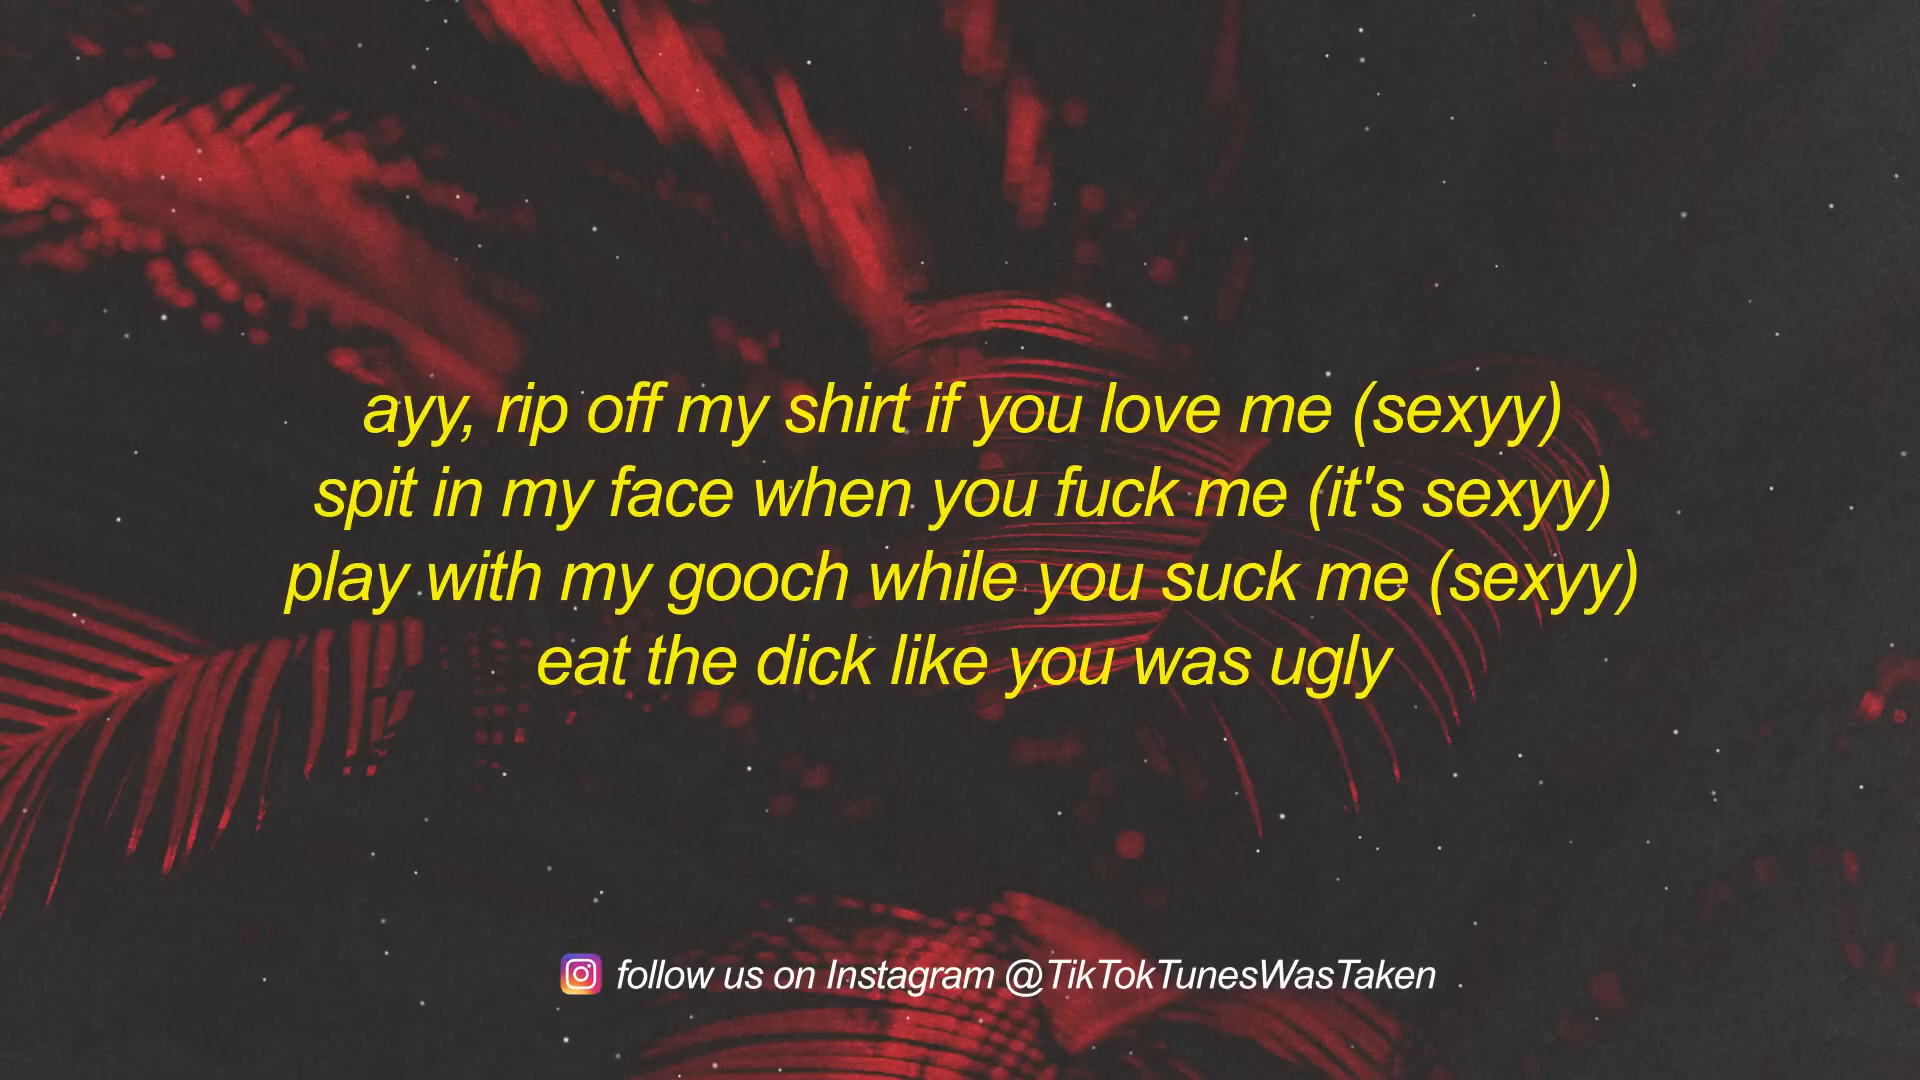 ayy, rip off my shirt if you love me (sexyy)
spit in my face when you fuck me (it's sexyy)
play with my gooch while you suck me (sexyy)
eat the dick like you was ugly
follow us on Instagram @TikTokTunesWasTaken